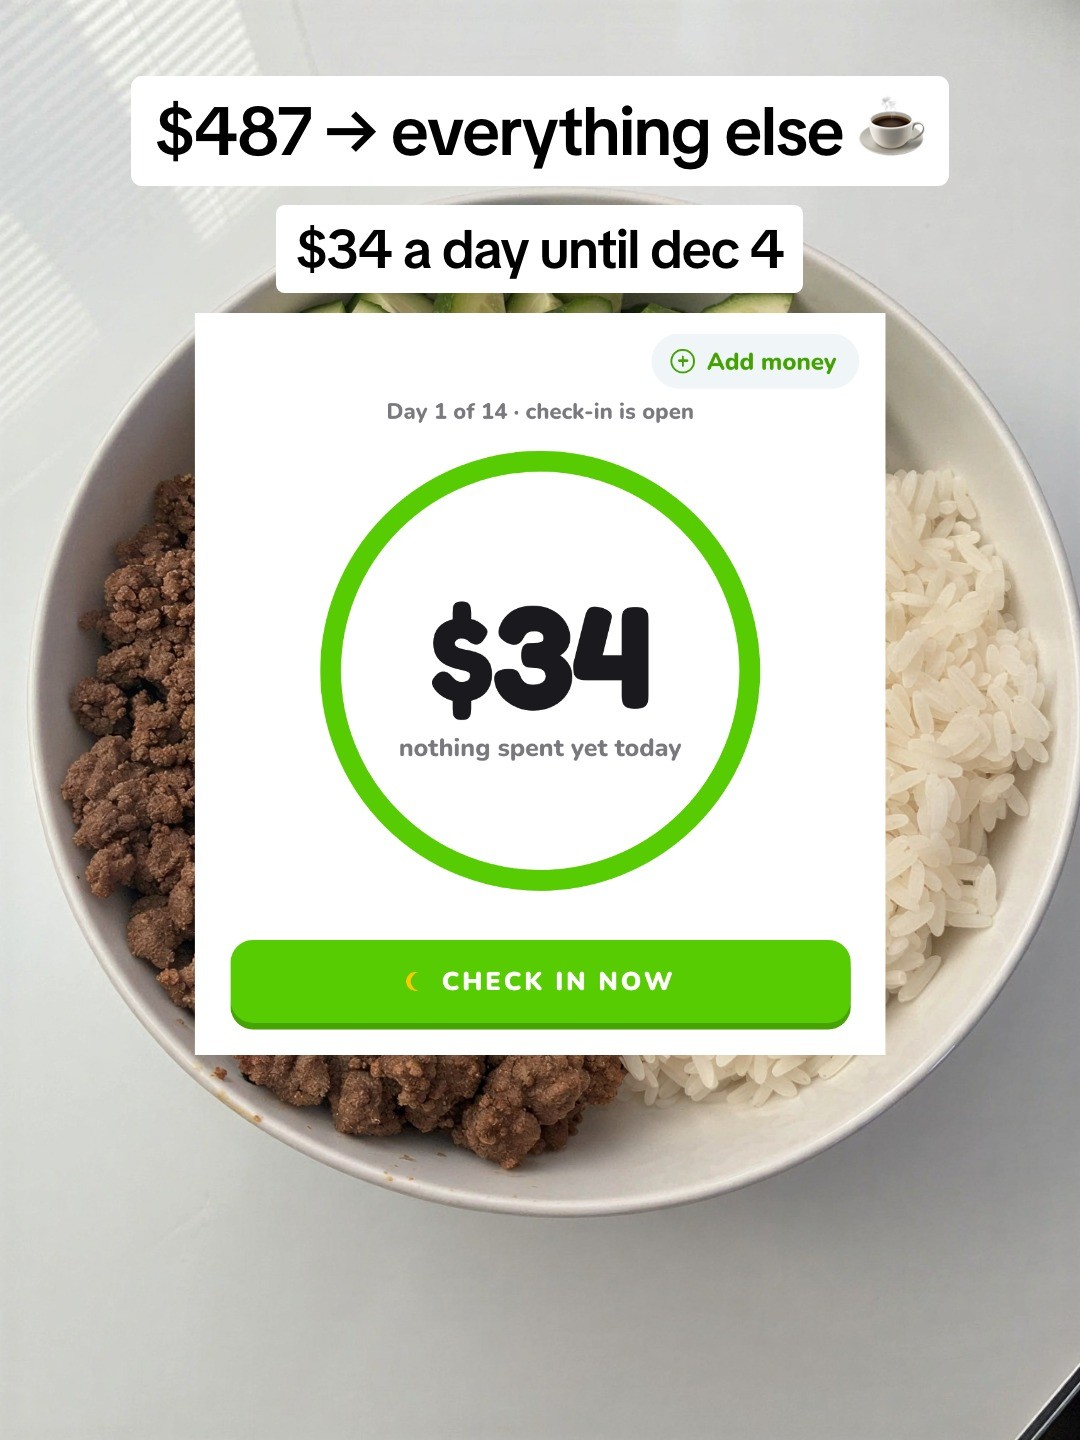 $487 → everything else ☕
$34 a day until dec 4
Add money
Day 1 of 14 · check-in is open
$34
nothing spent yet today
CHECK IN NOW